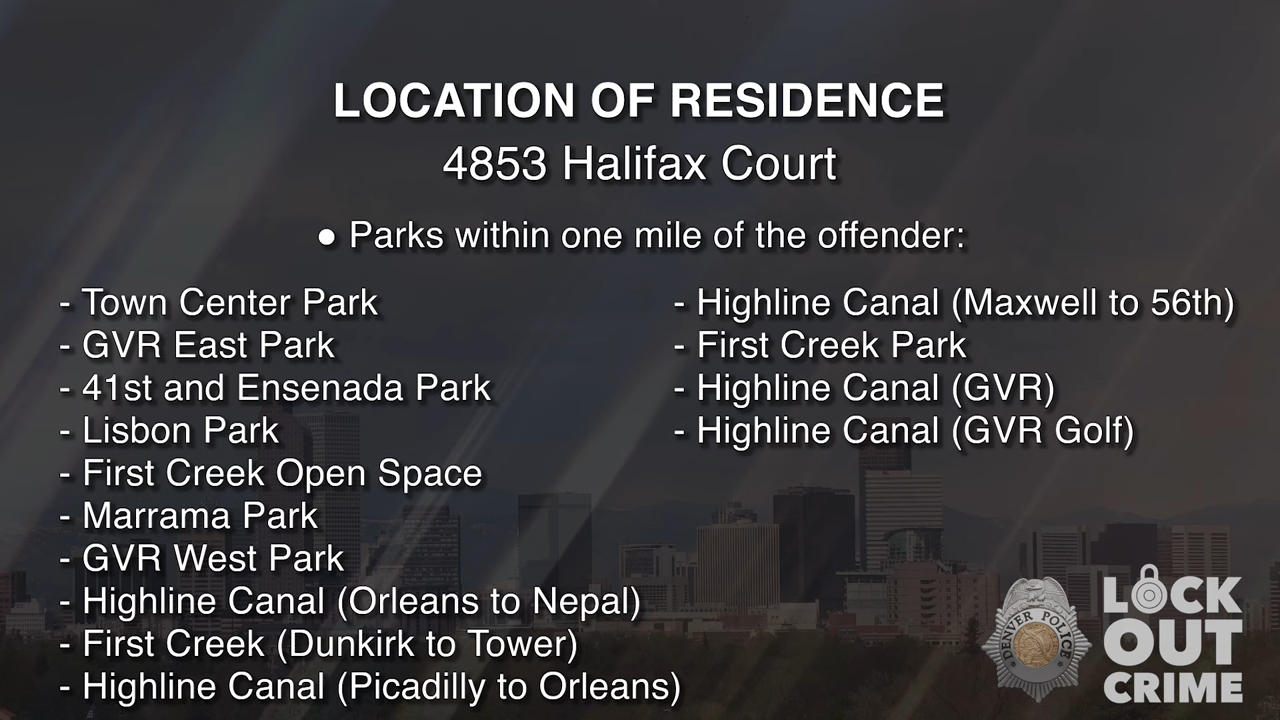 LOCATION OF RESIDENCE
4853 Halifax Court
● Parks within one mile of the offender:
- Town Center Park
- GVR East Park
- 41st and Ensenada Park
- Lisbon Park
- First Creek Open Space
- Marrama Park
- GVR West Park
- Highline Canal (Orleans to Nepal)
- First Creek (Dunkirk to Tower)
- Highline Canal (Picadilly to Orleans)
- Highline Canal (Maxwell to 56th)
- First Creek Park
- Highline Canal (GVR)
- Highline Canal (GVR Golf)
DENVER POLICE
LOCK
OUT
CRIME